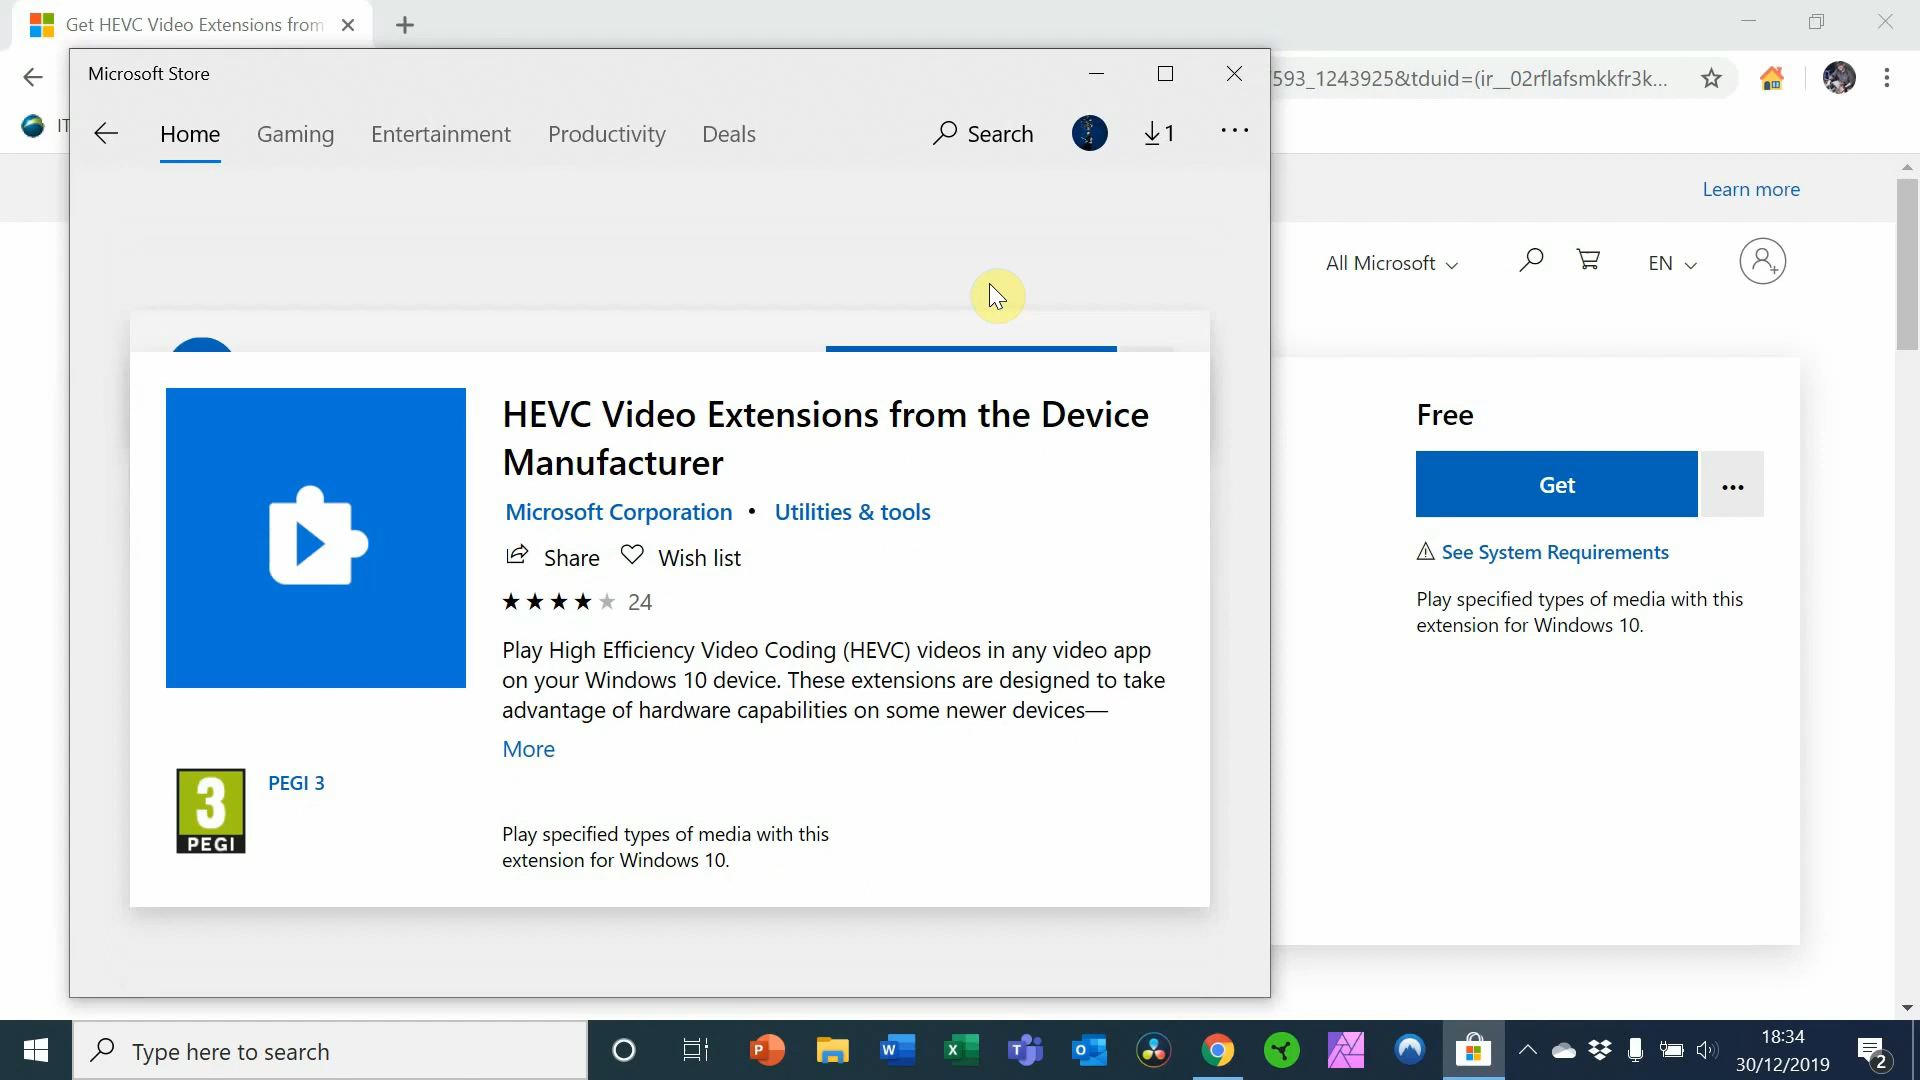 Get HEVC Video Extensions from
Microsoft Store
593_1243925&tduid=(ir__02rflafsmkkfr3k...
IT
Home
Gaming
Entertainment
Productivity
Deals
Search
1
Learn more
All Microsoft
EN
HEVC Video Extensions from the Device
Manufacturer
Microsoft Corporation • Utilities & tools
Share
Wish list
24
Play High Efficiency Video Coding (HEVC) videos in any video app
on your Windows 10 device. These extensions are designed to take
advantage of hardware capabilities on some newer devices—
More
3
PEGI
PEGI 3
Play specified types of media with this
extension for Windows 10.
Free
Get
See System Requirements
Play specified types of media with this
extension for Windows 10.
Type here to search
18:34
30/12/2019
2